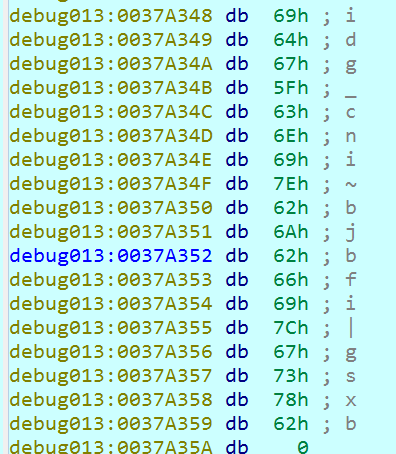 debug013:0037A348 db 69h ; i
debug013:0037A349 db 64h ; d
debug013:0037A34A db 67h ; g
debug013:0037A34B db 5Fh ; _
debug013:0037A34C db 63h ; c
debug013:0037A34D db 6Eh ; n
debug013:0037A34E db 69h ; i
debug013:0037A34F db 7Eh ; ~
debug013:0037A350 db 62h ; b
debug013:0037A351 db 6Ah ; j
debug013:0037A352 db 62h ; b
debug013:0037A353 db 66h ; f
debug013:0037A354 db 69h ; i
debug013:0037A355 db 7Ch ; |
debug013:0037A356 db 67h ; g
debug013:0037A357 db 73h ; s
debug013:0037A358 db 78h ; x
debug013:0037A359 db 62h ; b
debug013:0037A35A db 0